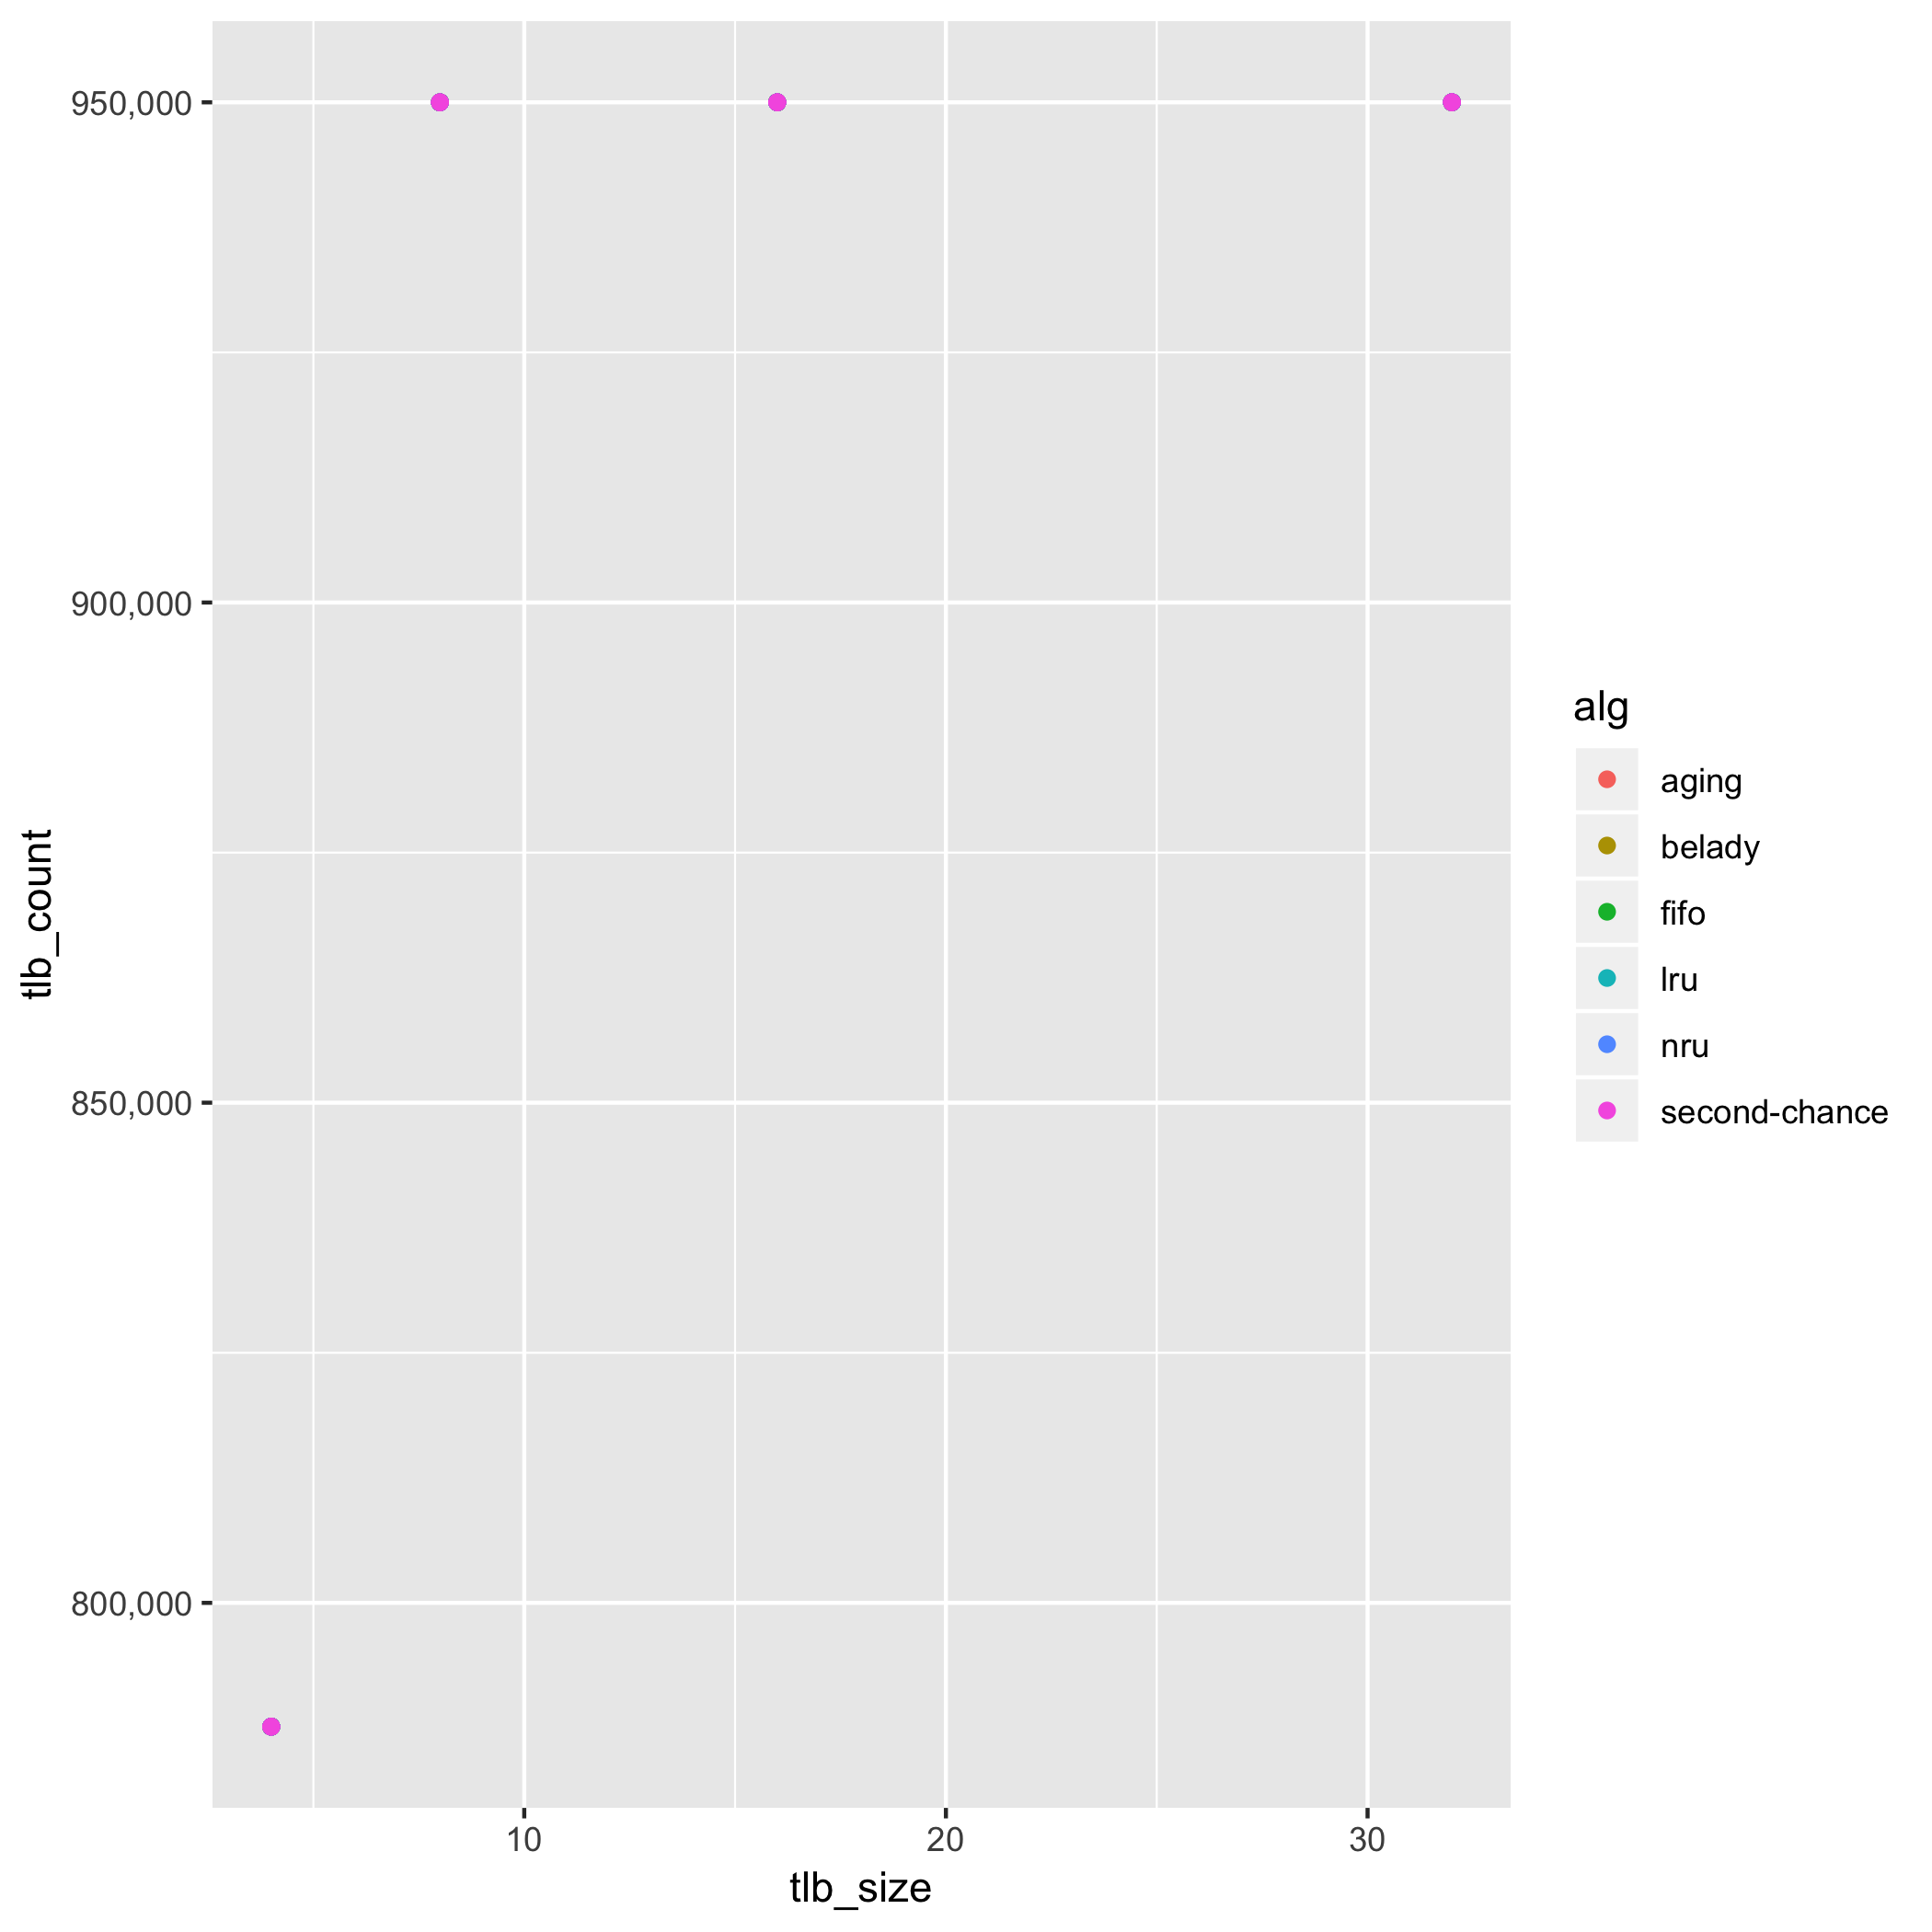 tlb_count
950,000
900,000
850,000
800,000
10
20
30
tlb_size
alg
aging
belady
fifo
lru
nru
second-chance